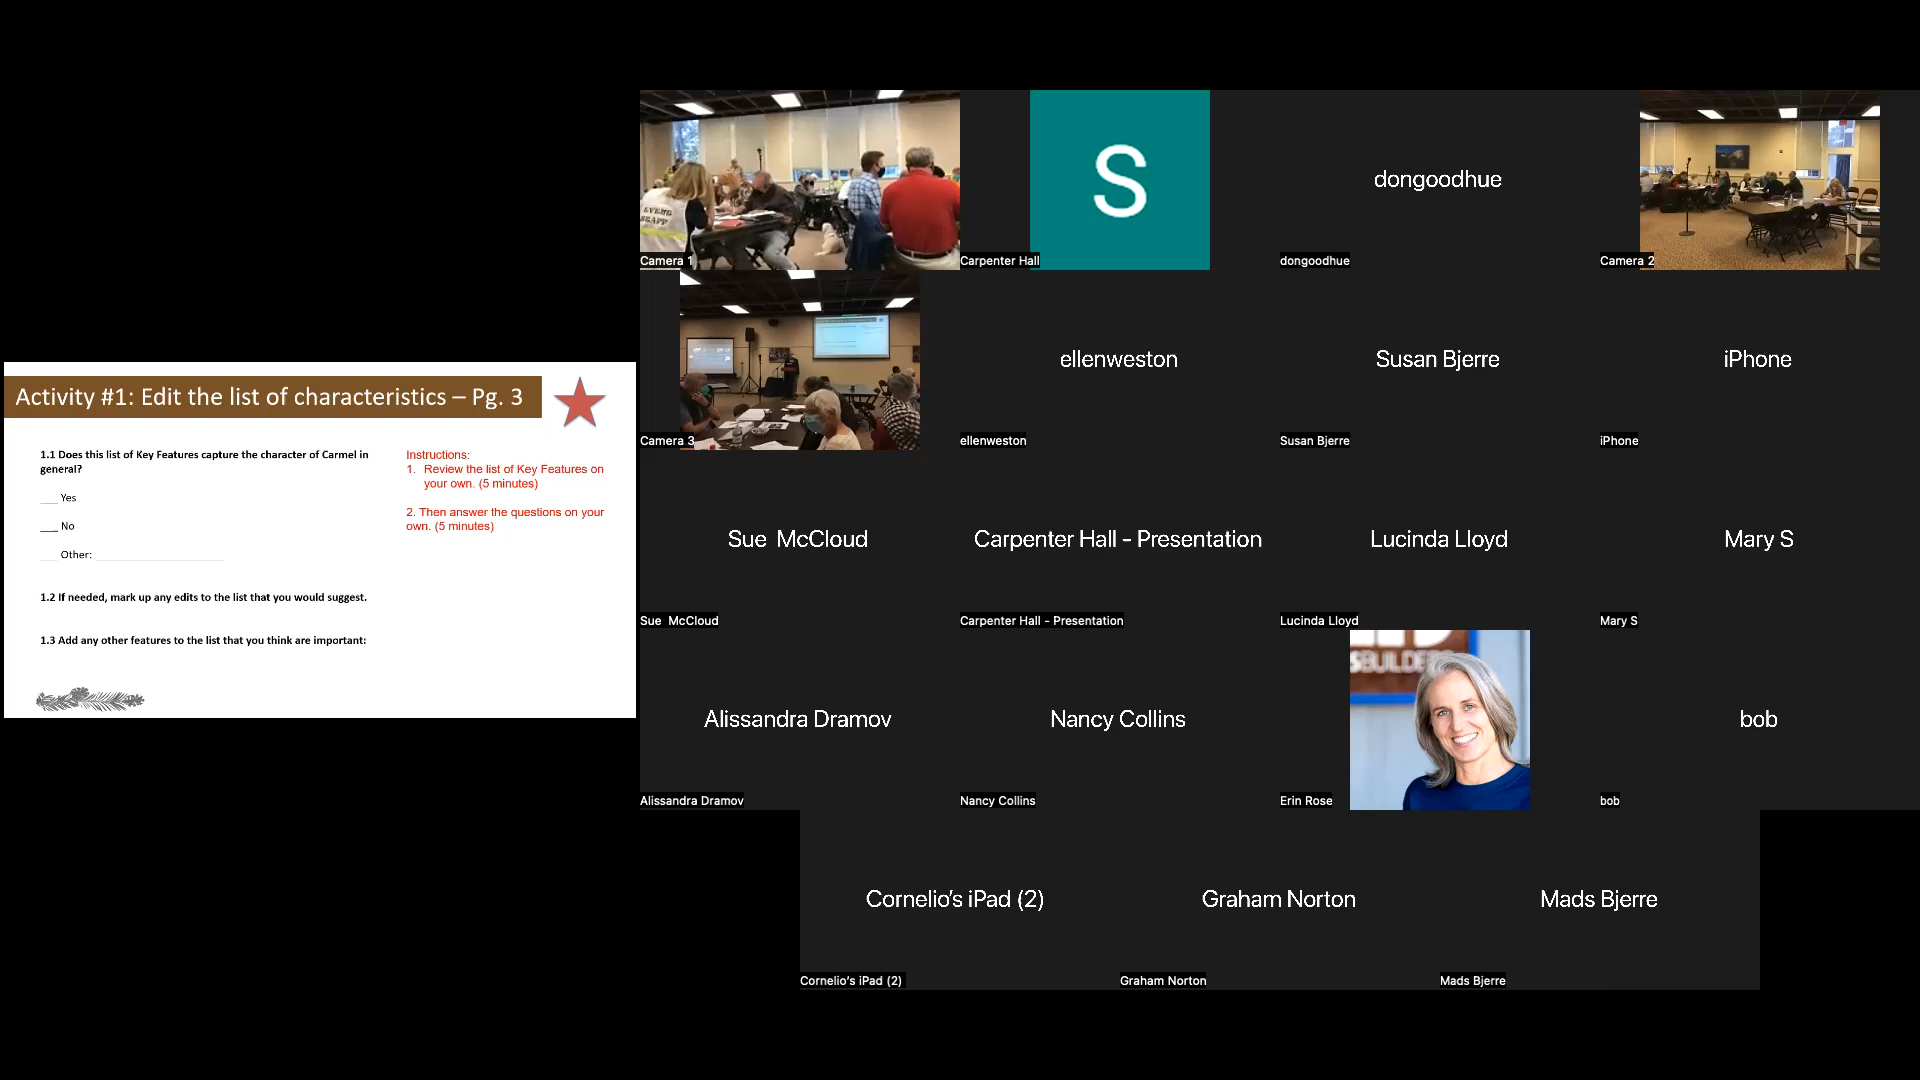 Activity #1: Edit the list of characteristics – Pg. 3
1.1 Does this list of Key Features capture the character of Carmel in
general?
___ Yes
___ No
___ Other: ______________________
1.2 If needed, mark up any edits to the list that you would suggest.
1.3 Add any other features to the list that you think are important:
Instructions:
1. Review the list of Key Features on
your own. (5 minutes)
2. Then answer the questions on your
own. (5 minutes)
EVENT
STAFF
Camera 1
S
Carpenter Hall
dongoodhue
dongoodhue
Camera 2
Camera 3
ellenweston
ellenweston
Susan Bjerre
Susan Bjerre
iPhone
iPhone
Sue McCloud
Sue McCloud
Carpenter Hall - Presentation
Carpenter Hall - Presentation
Lucinda Lloyd
Lucinda Lloyd
Mary S
Mary S
Alissandra Dramov
Alissandra Dramov
Nancy Collins
Nancy Collins
Erin Rose
bob
bob
Cornelio's iPad (2)
Cornelio's iPad (2)
Graham Norton
Graham Norton
Mads Bjerre
Mads Bjerre